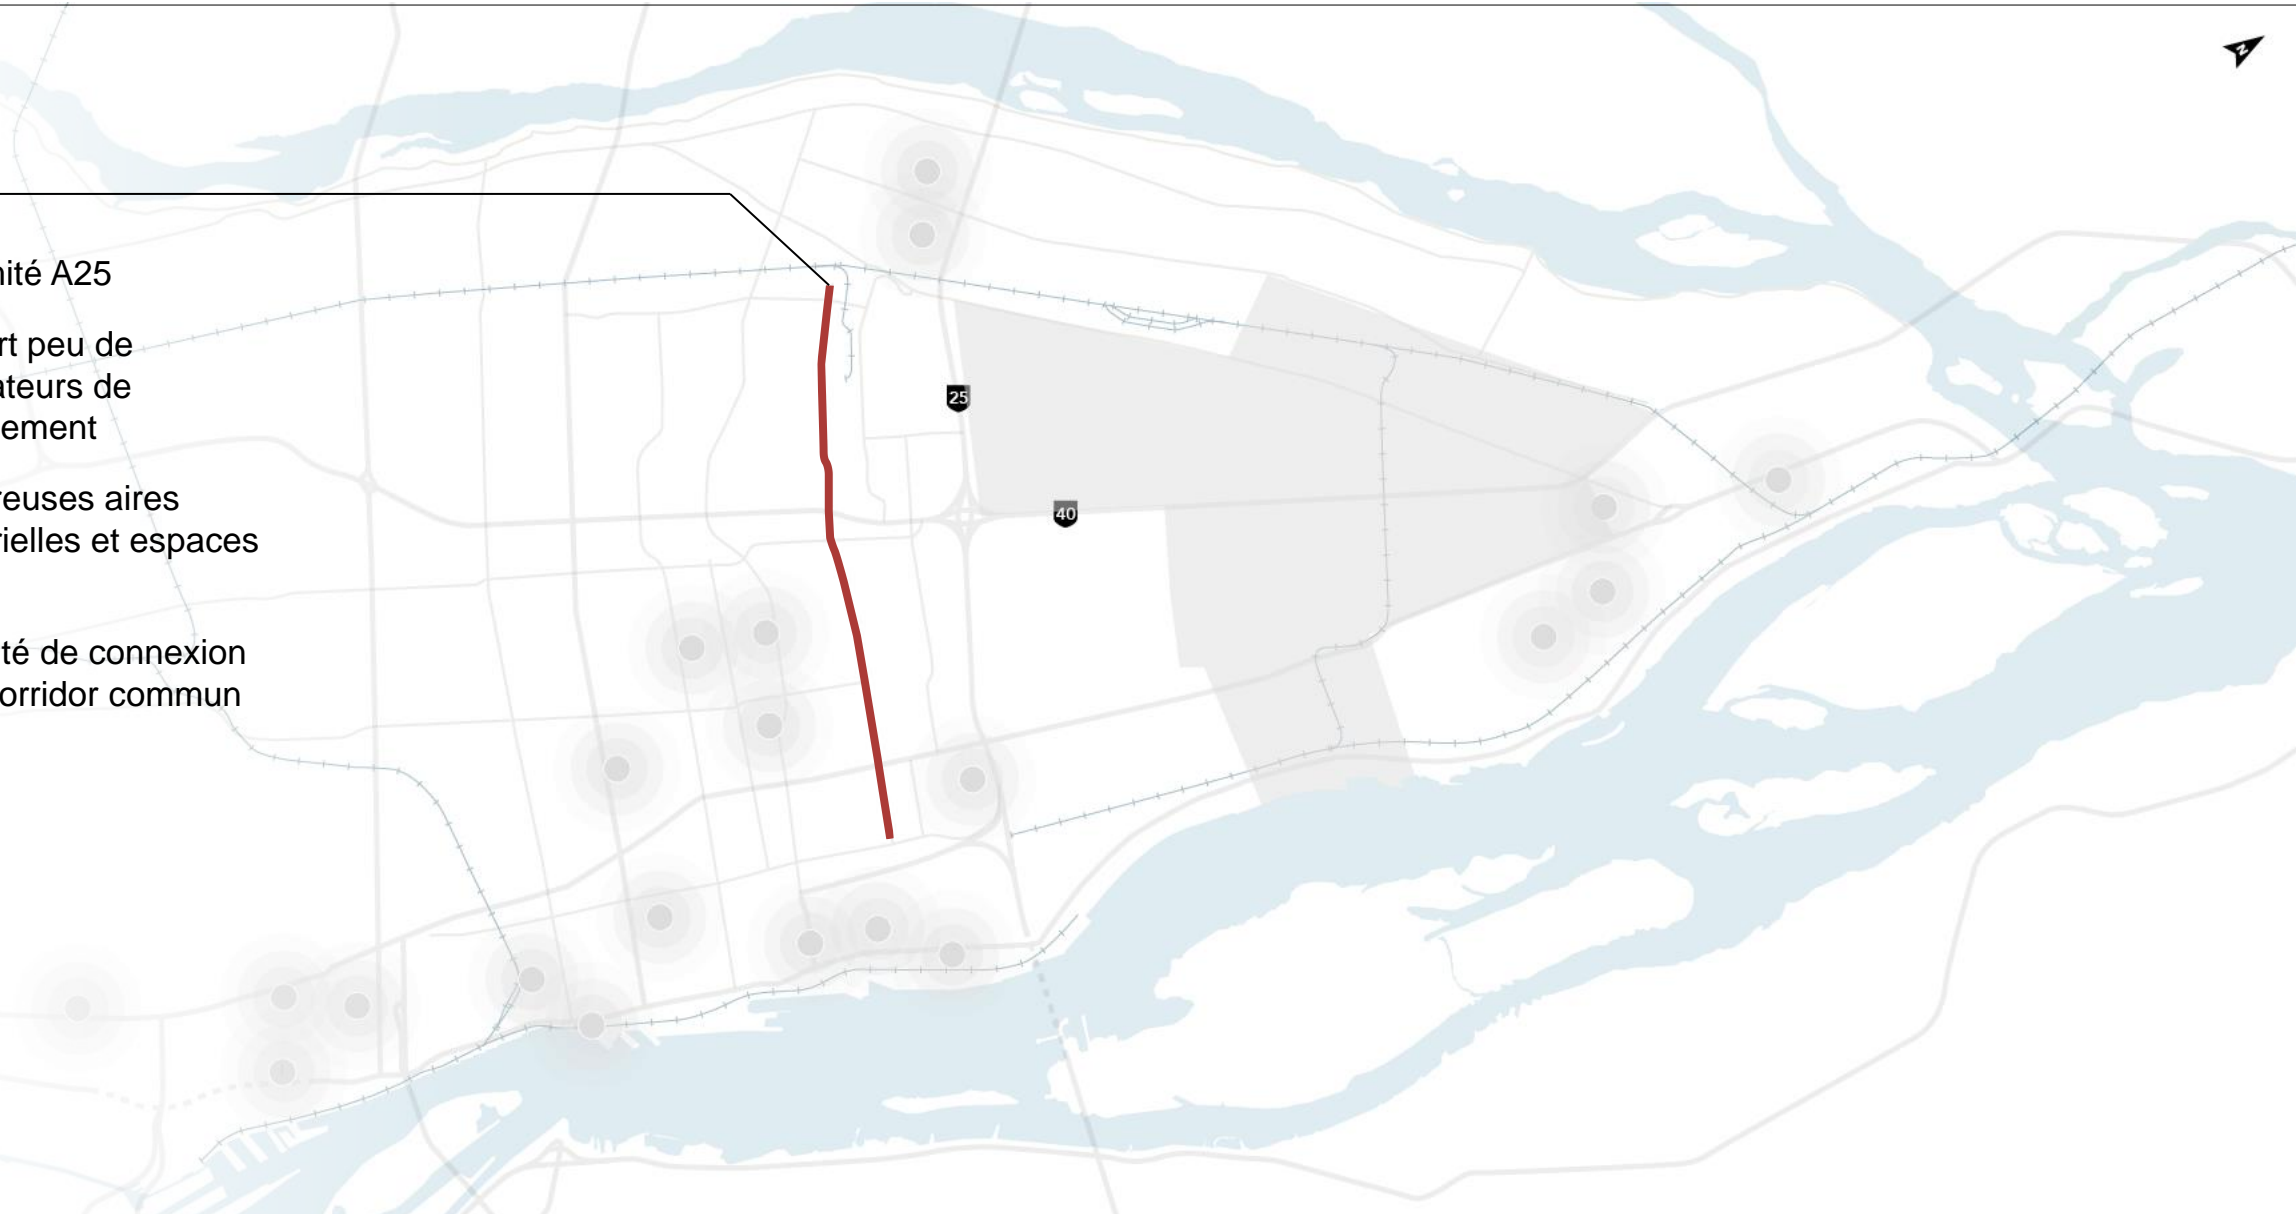 nité A25
rt peu de
ateurs de
ement
reuses aires
rielles et espaces
té de connexion
orridor commun
25
40
N